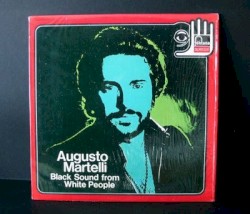 Augusto
Martelli
Black Sound from
White People